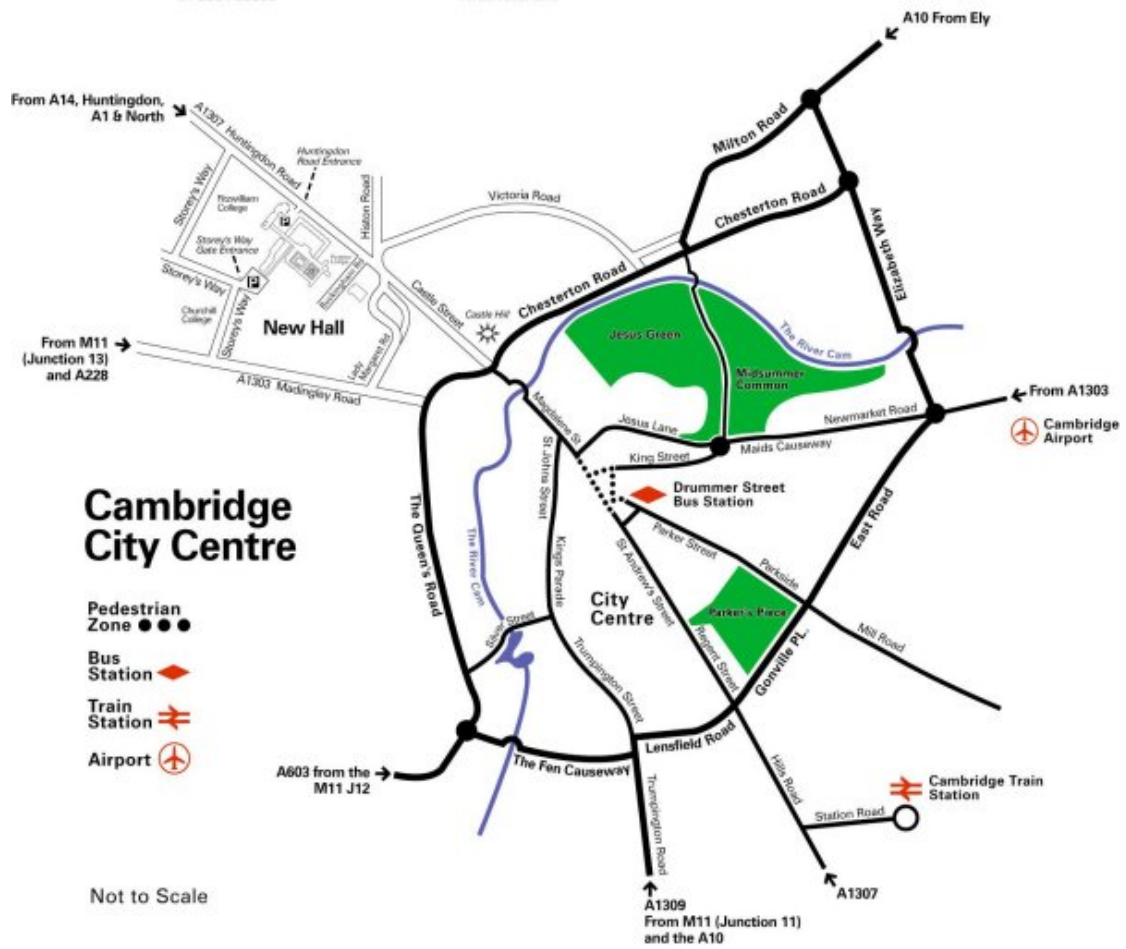 A10 From Ely
From A14, Huntingdon,
A1 & North
A1307 Huntingdon Road
Huntingdon
Road Entrance
Milton Road
Storey's Way
Fitzwilliam
College
P
Histon Road
Victoria Road
Chesterton Road
Elizabeth Way
Storey's Way
Gate Entrance
Storey's Way
P
Buckingham Rd
Castle Street
Chesterton Road
Castle Hill
Churchill
College
Storey's Way
New Hall
Jesus Green
The River Cam
From M11
(Junction 13)
and A228
Lady
Margaret Rd
A1303 Madingley Road
Midsummer
Common
From A1303
Newmarket Road
Cambridge
Airport
Magdalene St
Jesus Lane
Maids Causeway
King Street
St Johns Street
Cambridge
City Centre
The Queen's Road
The River Cam
Drummer Street
Bus Station
East Road
Parker Street
Kings Parade
St Andrew's Street
Parkside
Pedestrian
Zone
City
Centre
Parker's Piece
Silver Street
Mill Road
Bus
Station
Trumpington Street
Regent Street
Gonville PL.
Train
Station
Lensfield Road
Airport
A603 from the
M11 J12
The Fen Causeway
Hills Road
Cambridge Train
Station
Station Road
Trumpington Road
Not to Scale
A1307
A1309
From M11 (Junction 11)
and the A10